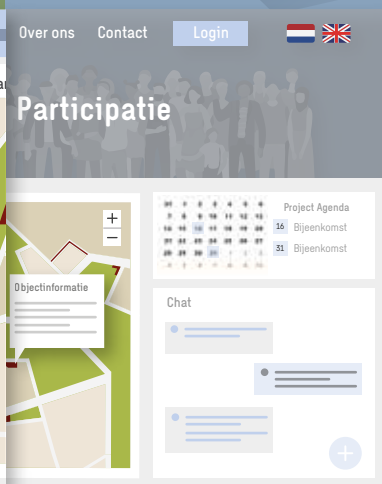 Over ons Contact Login
Participatie
+
−
Objectinformatie
Project Agenda
16 Bijeenkomst
31 Bijeenkomst
Chat
+